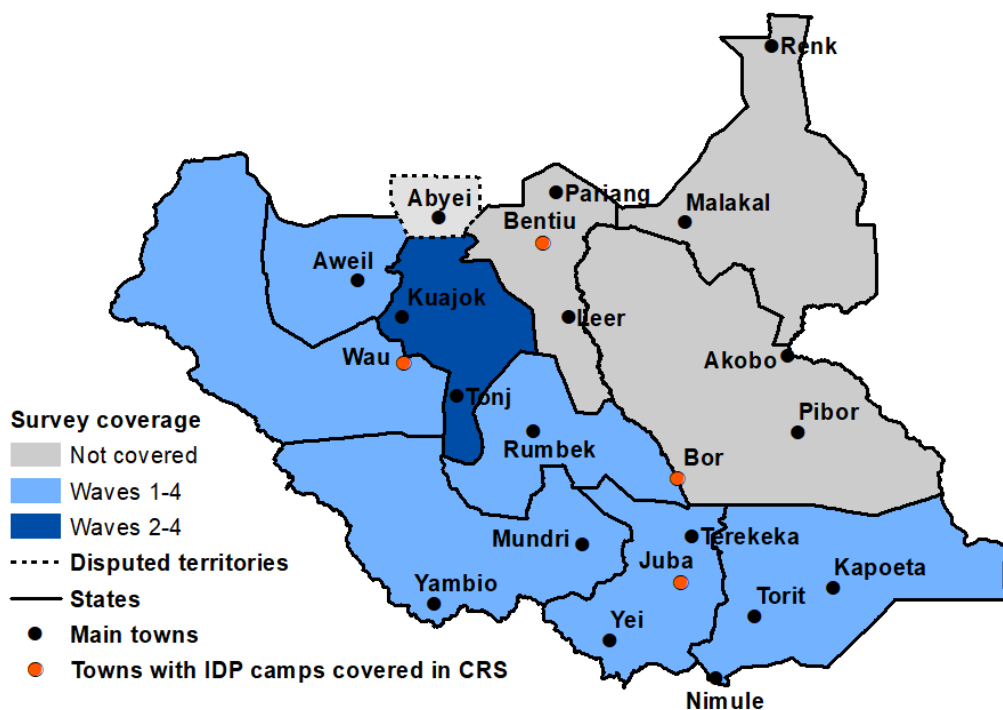 Renk
Abyei
Pariang
Malakal
Bentiu
Aweil
Kuajok
Leer
Wau
Akobo
Tonj
Pibor
Survey coverage
Not covered
Rumbek
Bor
Waves 1-4
Waves 2-4
Mundri
Terekeka
Disputed territories
Juba
Kapoeta
States
Yambio
Torit
Main towns
Yei
Towns with IDP camps covered in CRS
Nimule